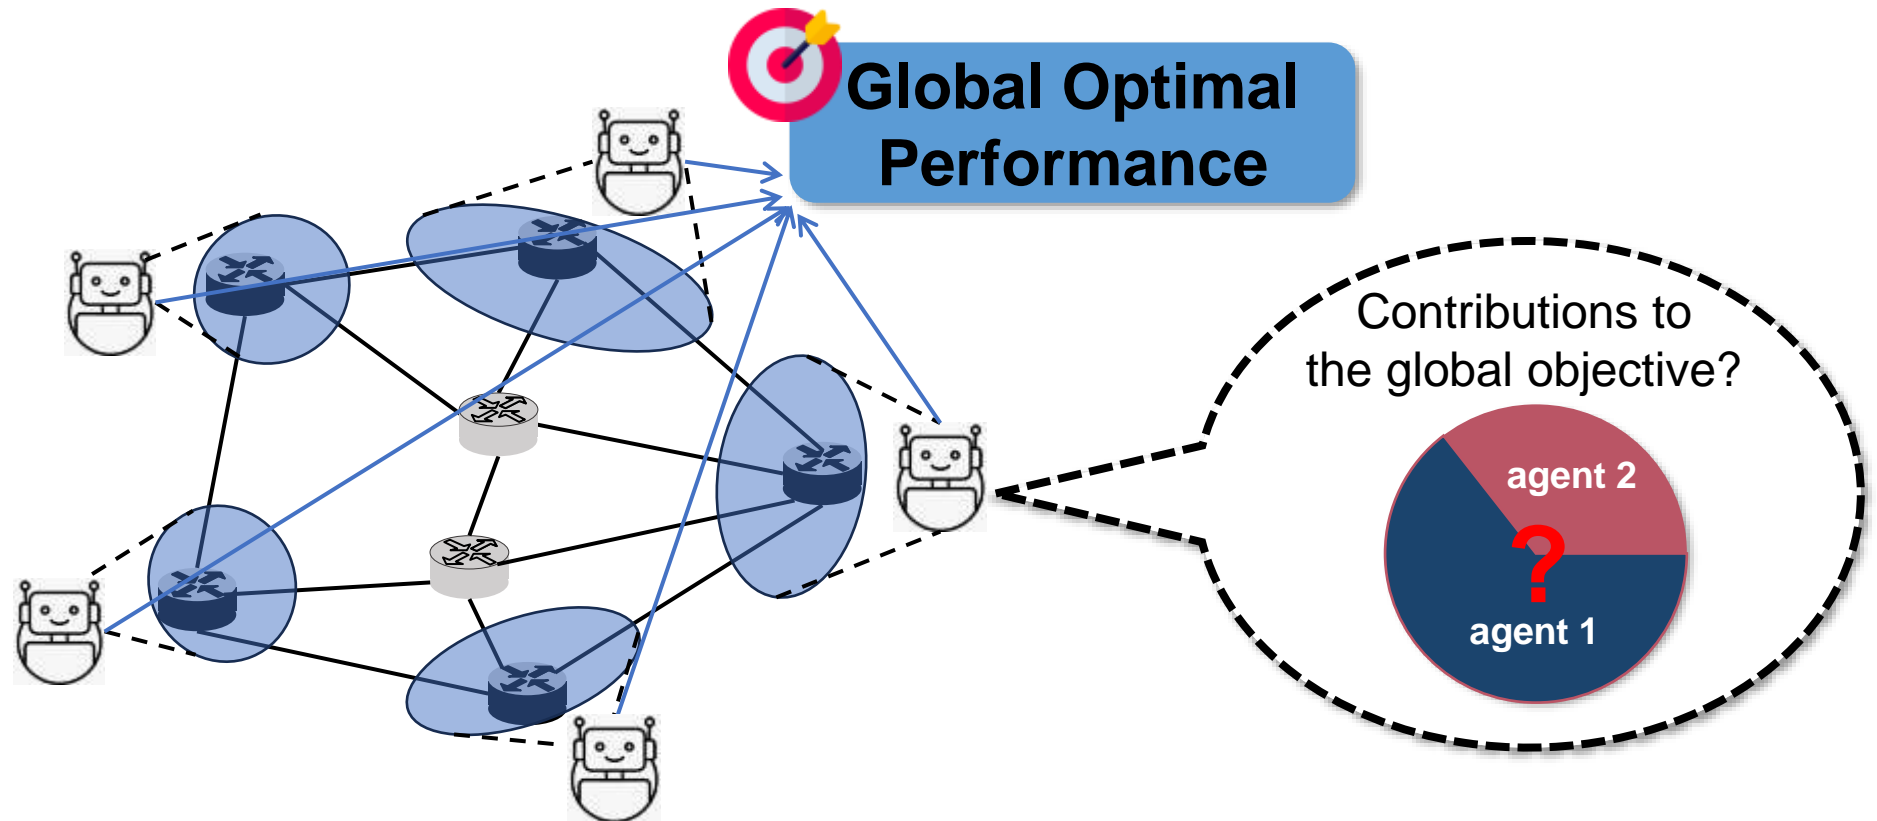 Global Optimal
Performance
Contributions to
the global objective?
agent 2
?
agent 1